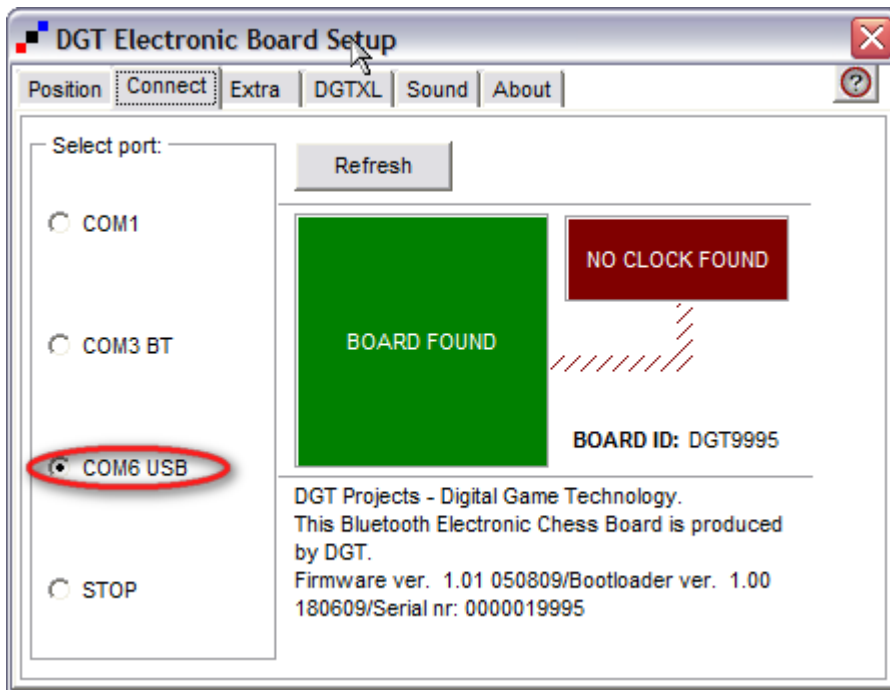 DGT Electronic Board Setup
Position Connect Extra DGTXL Sound About
Select port:
Refresh
COM1
NO CLOCK FOUND
COM3 BT
BOARD FOUND
BOARD ID: DGT9995
COM6 USB
DGT Projects - Digital Game Technology.
This Bluetooth Electronic Chess Board is produced
by DGT.
Firmware ver. 1.01 050809/Bootloader ver. 1.00
180609/Serial nr: 0000019995
STOP